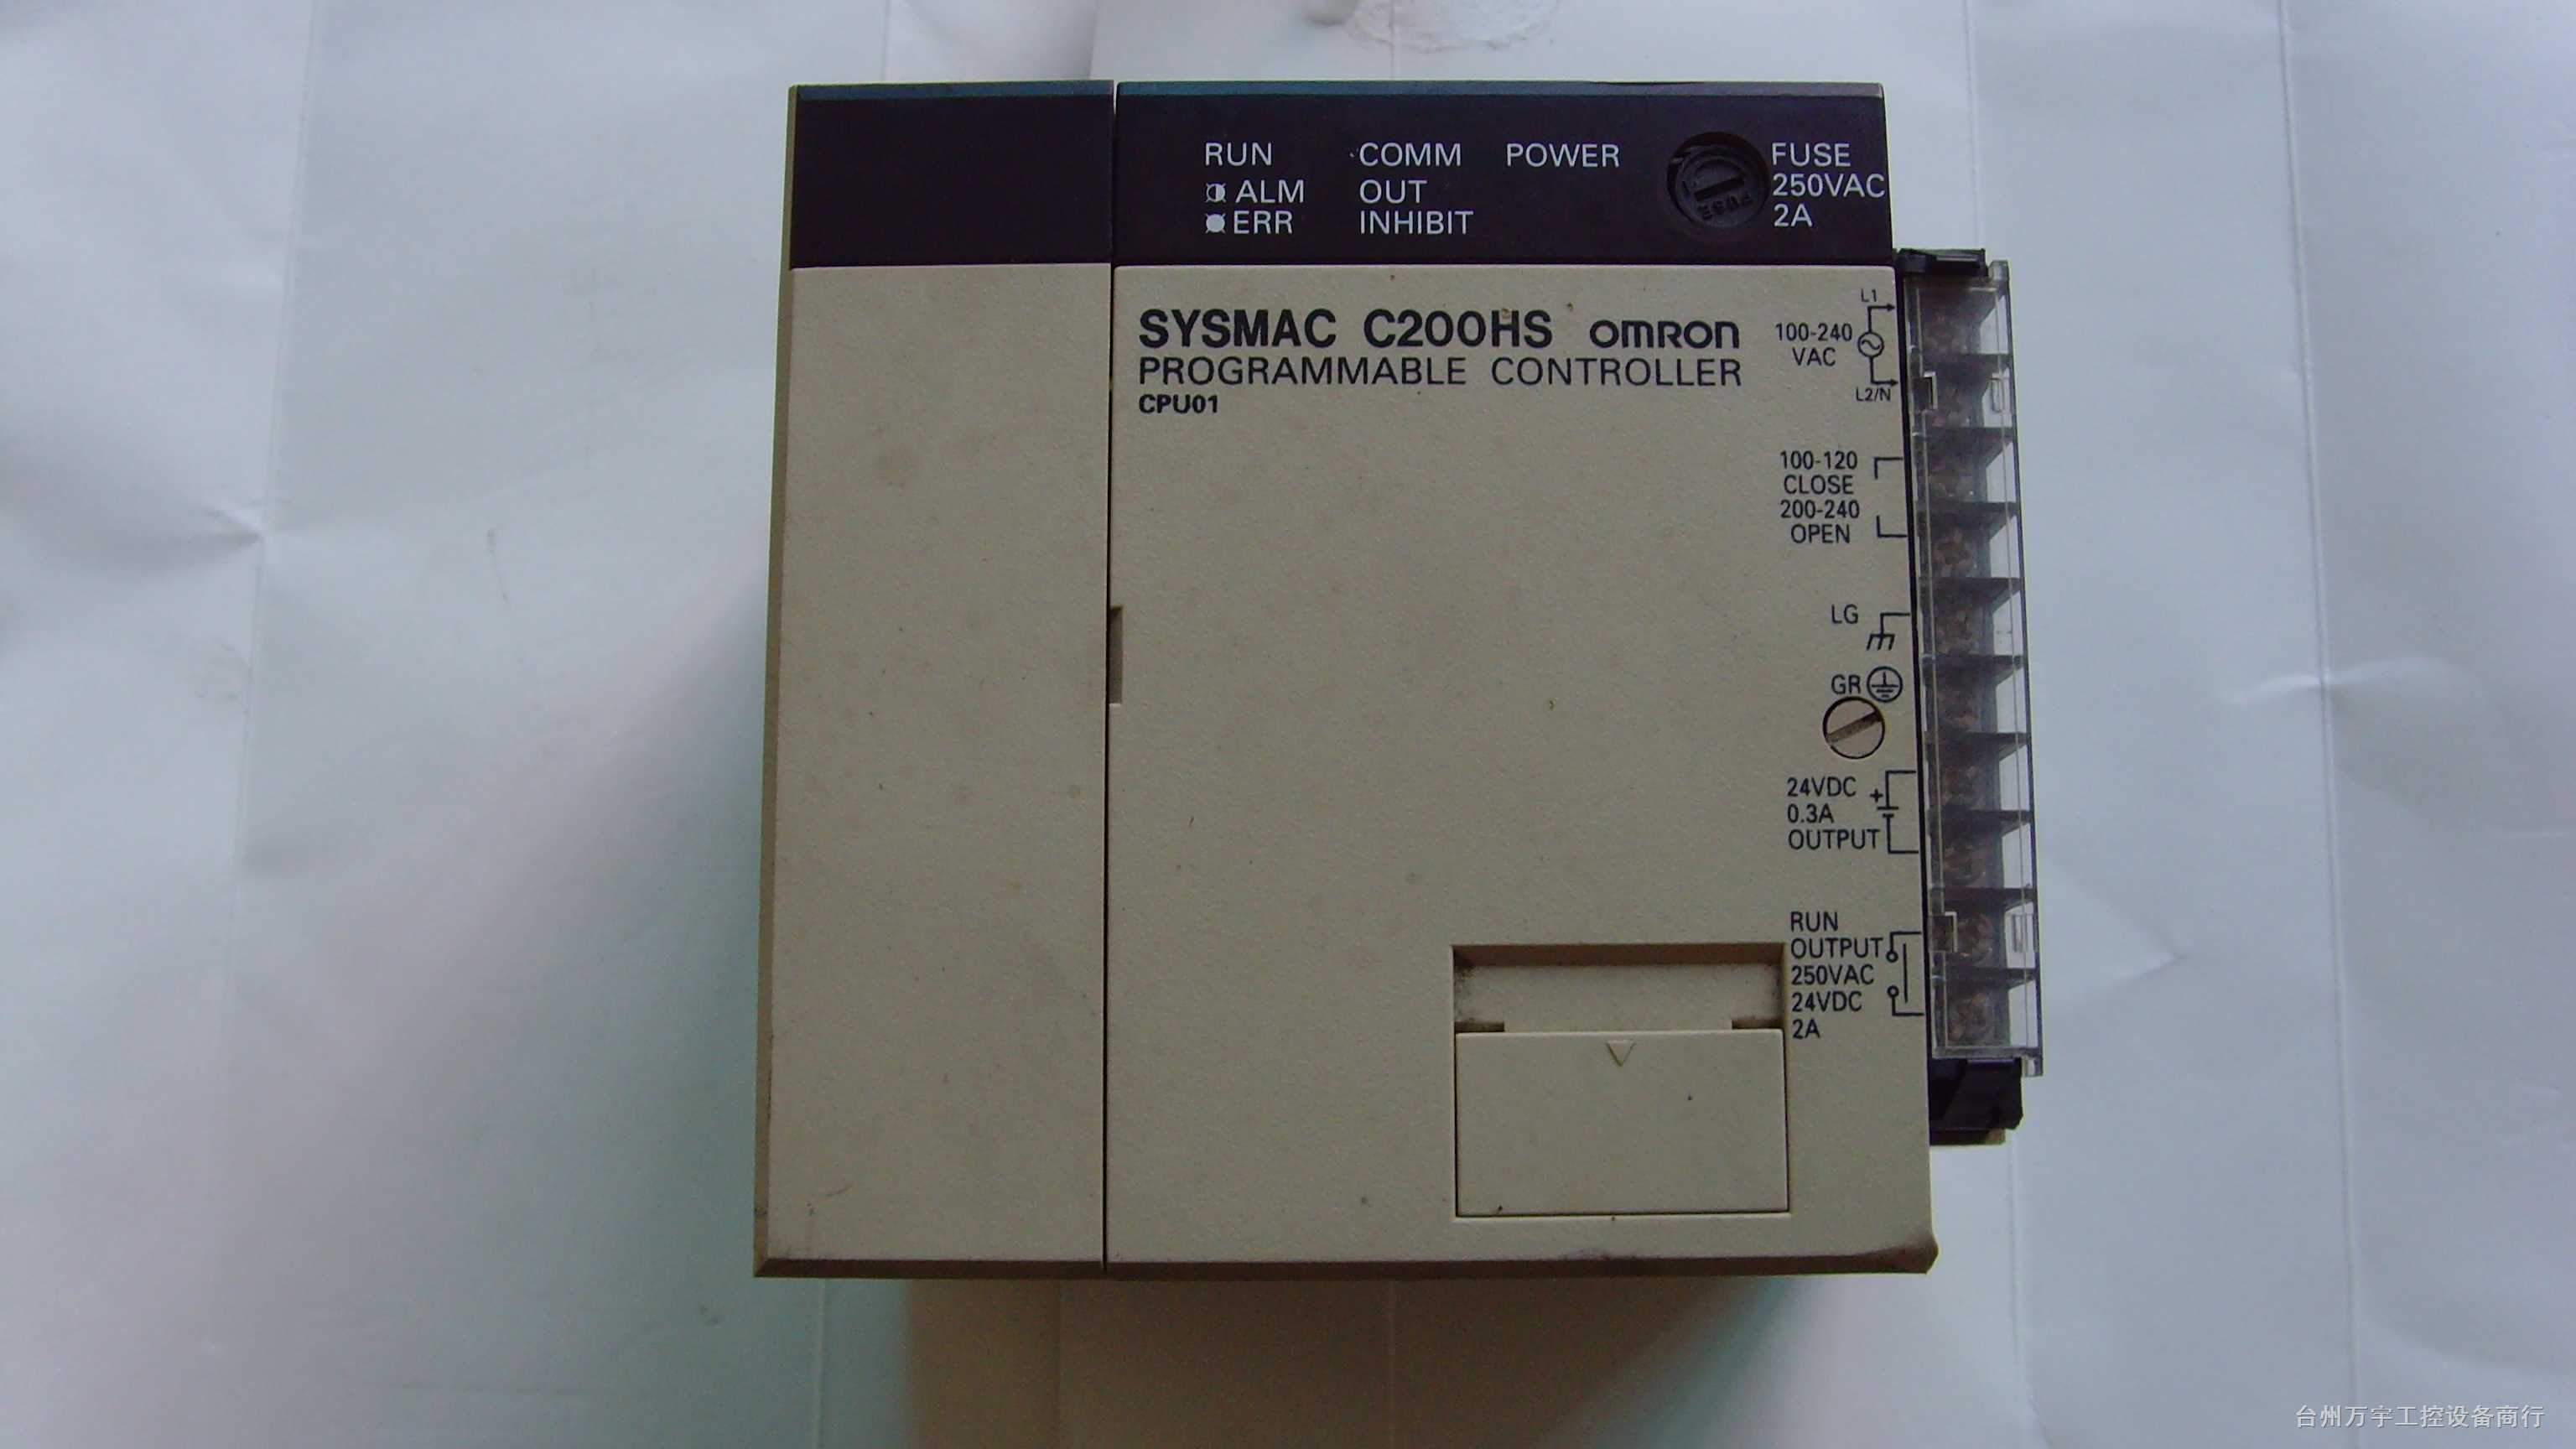 RUN COMM POWER FUSE
ALM OUT 250VAC
ERR INHIBIT 2A
FUSE
SYSMAC C200HS OMRON
PROGRAMMABLE CONTROLLER
CPU01
L1
100-240
VAC
L2/N
100-120
CLOSE
200-240
OPEN
LG
GR
24VDC +
0.3A
OUTPUT
RUN
OUTPUT
250VAC
24VDC
2A
台州万宇工控设备商行